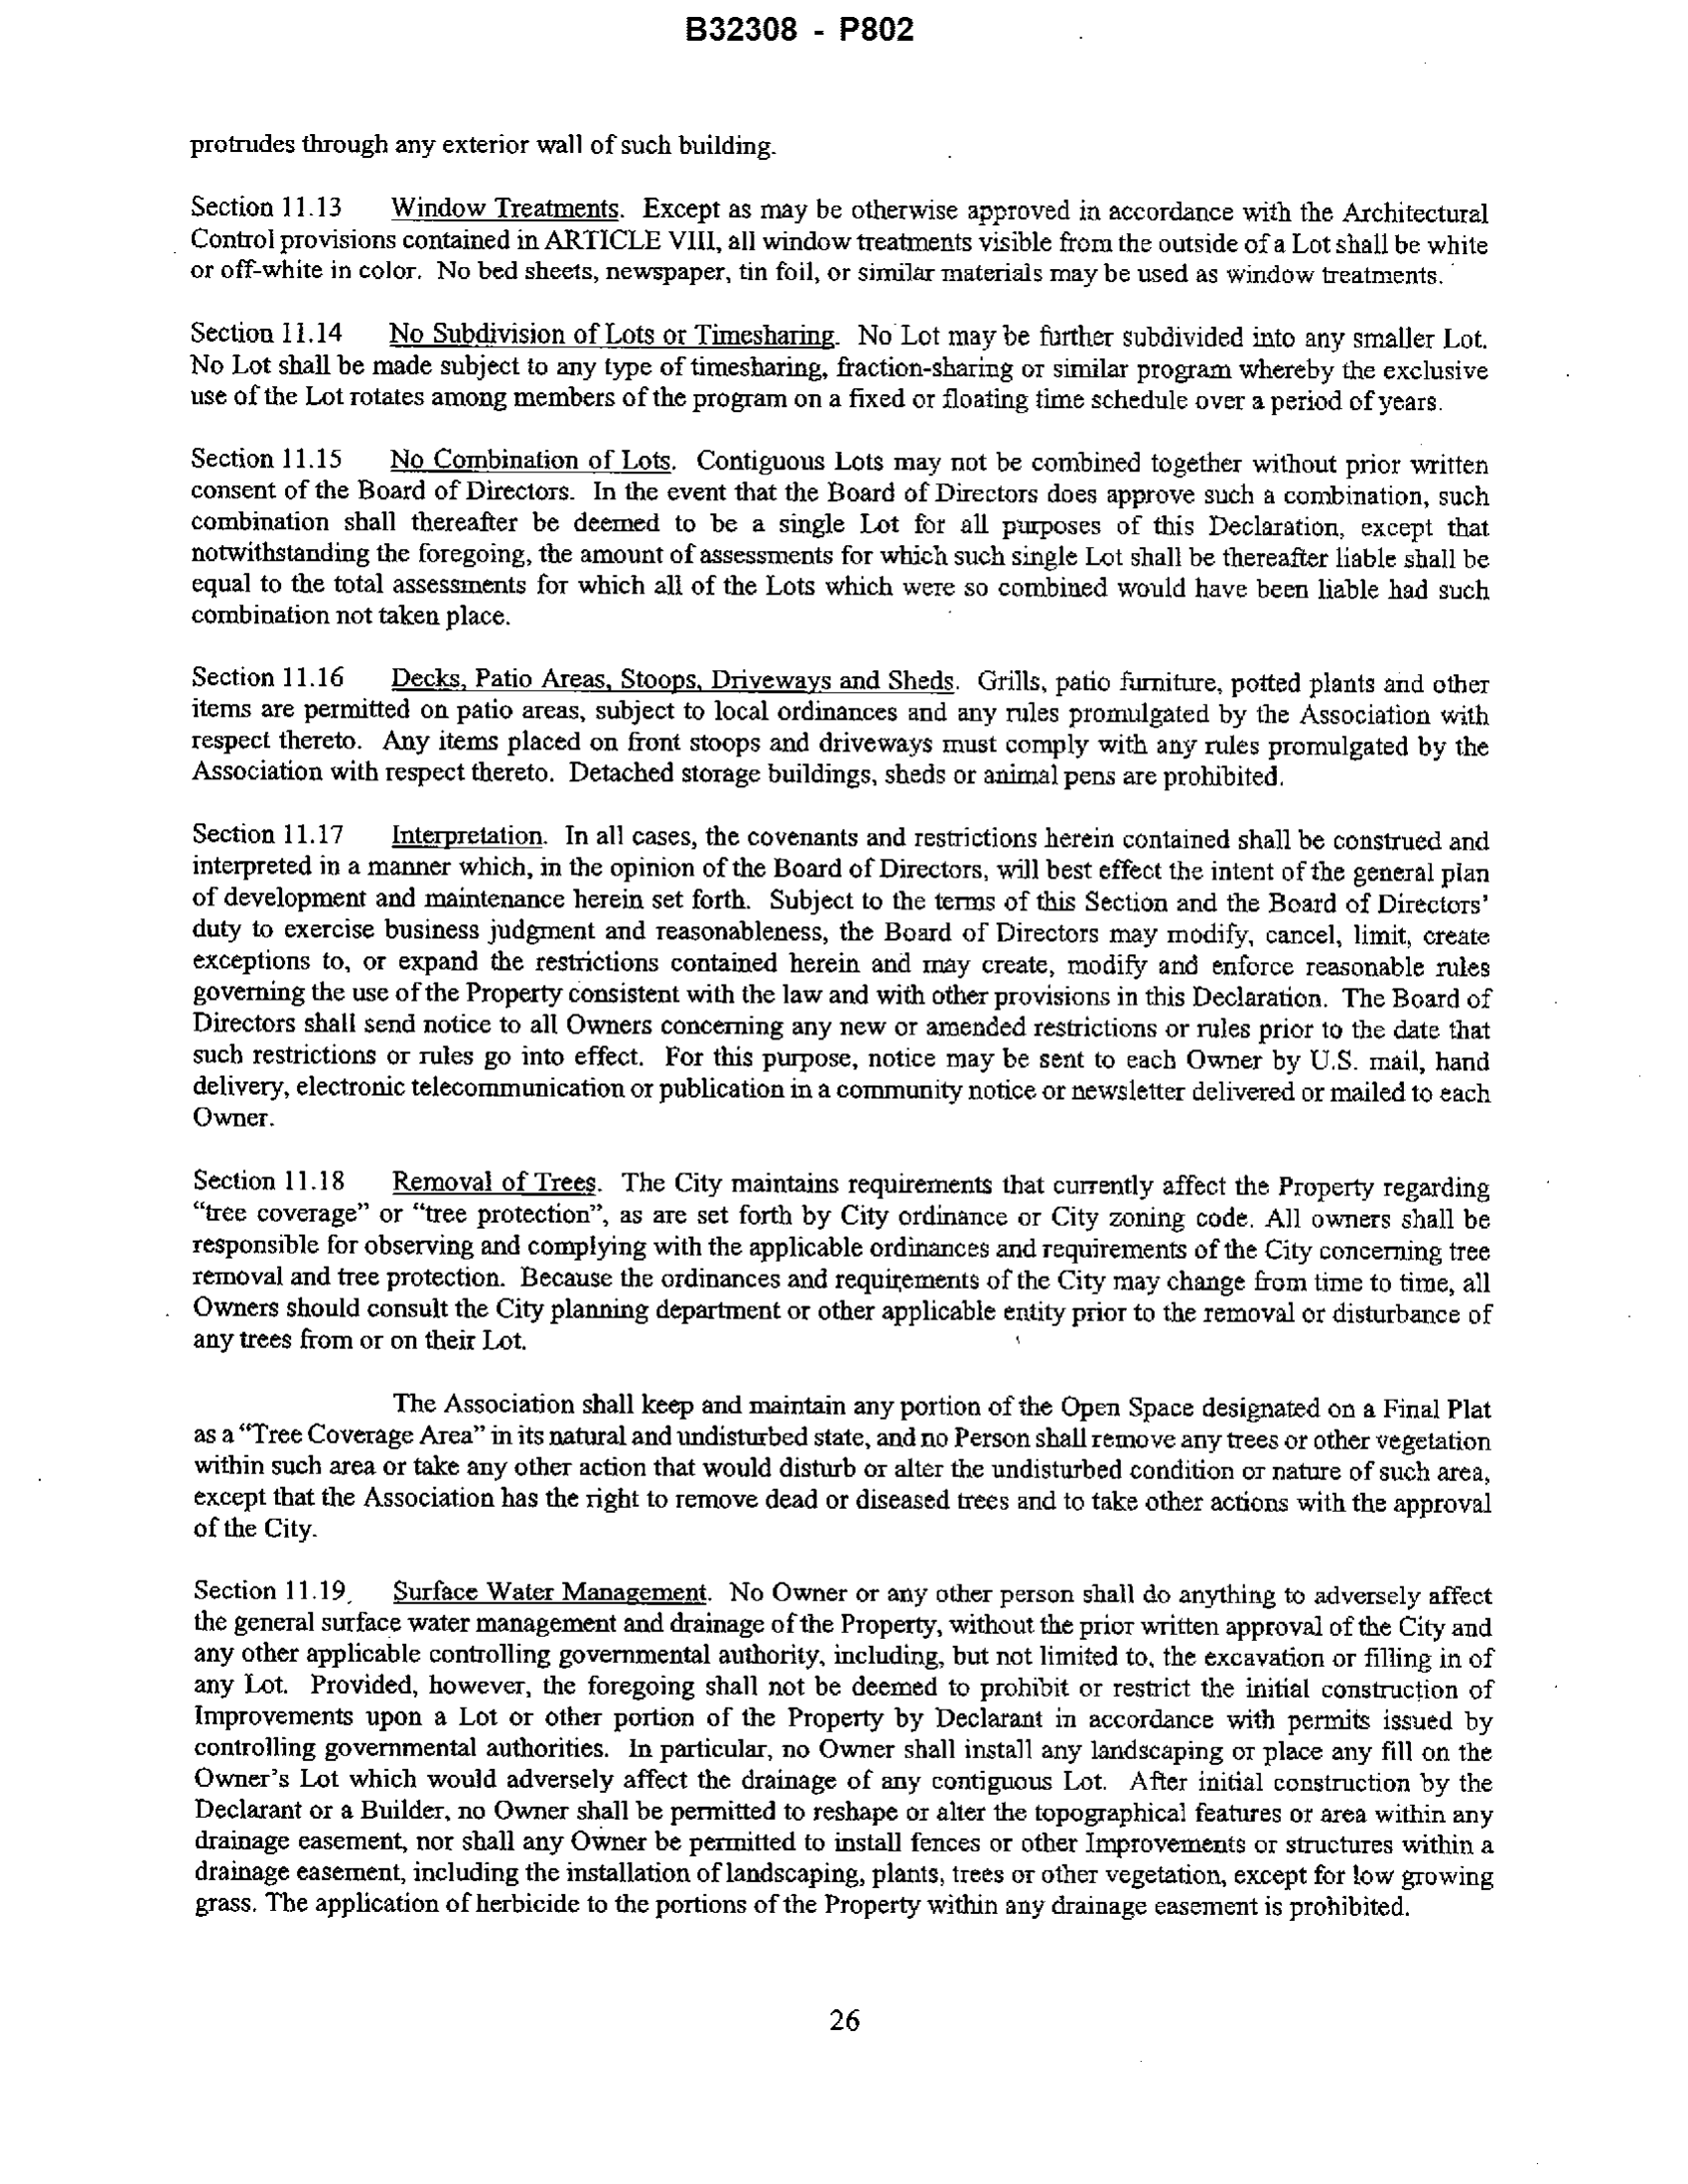 B32308 - P802
protrudes through any exterior wall of such building.
Section 11.13 Window Treatments. Except as may be otherwise approved in accordance with the Architectural
Control provisions contained in ARTICLE VIII, all window treatments visible from the outside of a Lot shall be white
or off-white in color. No bed sheets, newspaper, tin foil, or similar materials may be used as window treatments.
Section 11.14 No Subdivision of Lots or Timesharing. No Lot may be further subdivided into any smaller Lot.
No Lot shall be made subject to any type of timesharing, fraction-sharing or similar program whereby the exclusive
use of the Lot rotates among members of the program on a fixed or floating time schedule over a period of years.
Section 11.15 No Combination of Lots. Contiguous Lots may not be combined together without prior written
consent of the Board of Directors. In the event that the Board of Directors does approve such a combination, such
combination shall thereafter be deemed to be a single Lot for all purposes of this Declaration, except that
notwithstanding the foregoing, the amount of assessments for which such single Lot shall be thereafter liable shall be
equal to the total assessments for which all of the Lots which were so combined would have been liable had such
combination not taken place.
Section 11.16 Decks, Patio Areas, Stoops, Driveways and Sheds. Grills, patio furniture, potted plants and other
items are permitted on patio areas, subject to local ordinances and any rules promulgated by the Association with
respect thereto. Any items placed on front stoops and driveways must comply with any rules promulgated by the
Association with respect thereto. Detached storage buildings, sheds or animal pens are prohibited.
Section 11.17 Interpretation. In all cases, the covenants and restrictions herein contained shall be construed and
interpreted in a manner which, in the opinion of the Board of Directors, will best effect the intent of the general plan
of development and maintenance herein set forth. Subject to the terms of this Section and the Board of Directors'
duty to exercise business judgment and reasonableness, the Board of Directors may modify, cancel, limit, create
exceptions to, or expand the restrictions contained herein and may create, modify and enforce reasonable rules
governing the use of the Property consistent with the law and with other provisions in this Declaration. The Board of
Directors shall send notice to all Owners concerning any new or amended restrictions or rules prior to the date that
such restrictions or rules go into effect. For this purpose, notice may be sent to each Owner by U.S. mail, hand
delivery, electronic telecommunication or publication in a community notice or newsletter delivered or mailed to each
Owner.
Section 11.18 Removal of Trees. The City maintains requirements that currently affect the Property regarding
“tree coverage” or “tree protection”, as are set forth by City ordinance or City zoning code. All owners shall be
responsible for observing and complying with the applicable ordinances and requirements of the City concerning tree
removal and tree protection. Because the ordinances and requirements of the City may change from time to time, all
Owners should consult the City planning department or other applicable entity prior to the removal or disturbance of
any trees from or on their Lot.
The Association shall keep and maintain any portion of the Open Space designated on a Final Plat
as a “Tree Coverage Area” in its natural and undisturbed state, and no Person shall remove any trees or other vegetation
within such area or take any other action that would disturb or alter the undisturbed condition or nature of such area,
except that the Association has the right to remove dead or diseased trees and to take other actions with the approval
of the City.
Section 11.19 Surface Water Management. No Owner or any other person shall do anything to adversely affect
the general surface water management and drainage of the Property, without the prior written approval of the City and
any other applicable controlling governmental authority, including, but not limited to, the excavation or filling in of
any Lot. Provided, however, the foregoing shall not be deemed to prohibit or restrict the initial construction of
Improvements upon a Lot or other portion of the Property by Declarant in accordance with permits issued by
controlling governmental authorities. In particular, no Owner shall install any landscaping or place any fill on the
Owner's Lot which would adversely affect the drainage of any contiguous Lot. After initial construction by the
Declarant or a Builder, no Owner shall be permitted to reshape or alter the topographical features or area within any
drainage easement, nor shall any Owner be permitted to install fences or other Improvements or structures within a
drainage easement, including the installation of landscaping, plants, trees or other vegetation, except for low growing
grass. The application of herbicide to the portions of the Property within any drainage easement is prohibited.
26